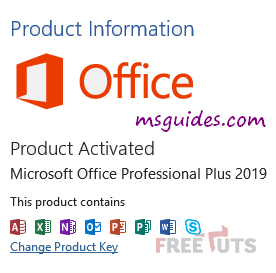 Product Information
Office
msguides.com
Product Activated
Microsoft Office Professional Plus 2019
This product contains
A X N O P P W S
Change Product Key
FREETUTS